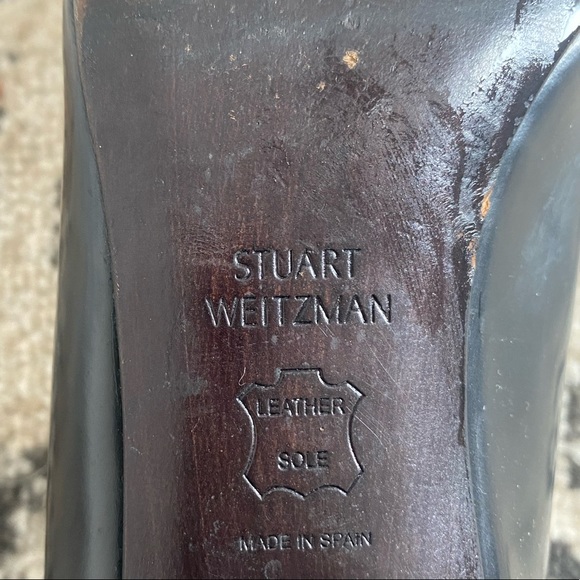 STUART
WEITZMAN
LEATHER
SOLE
MADE IN SPAIN